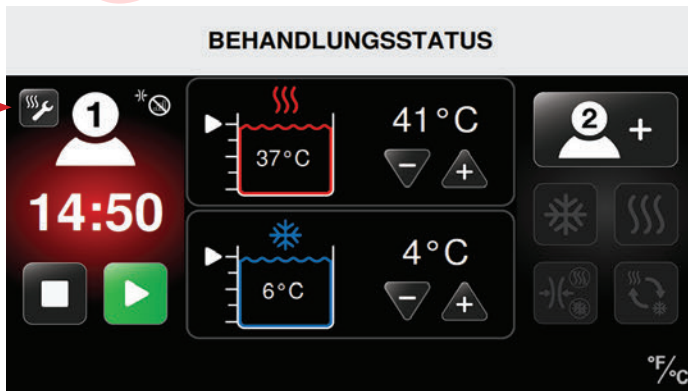 BEHANDLUNGSSTATUS
1
14:50
37°C
41°C
− +
6°C
4°C
− +
2 +
°F/°C